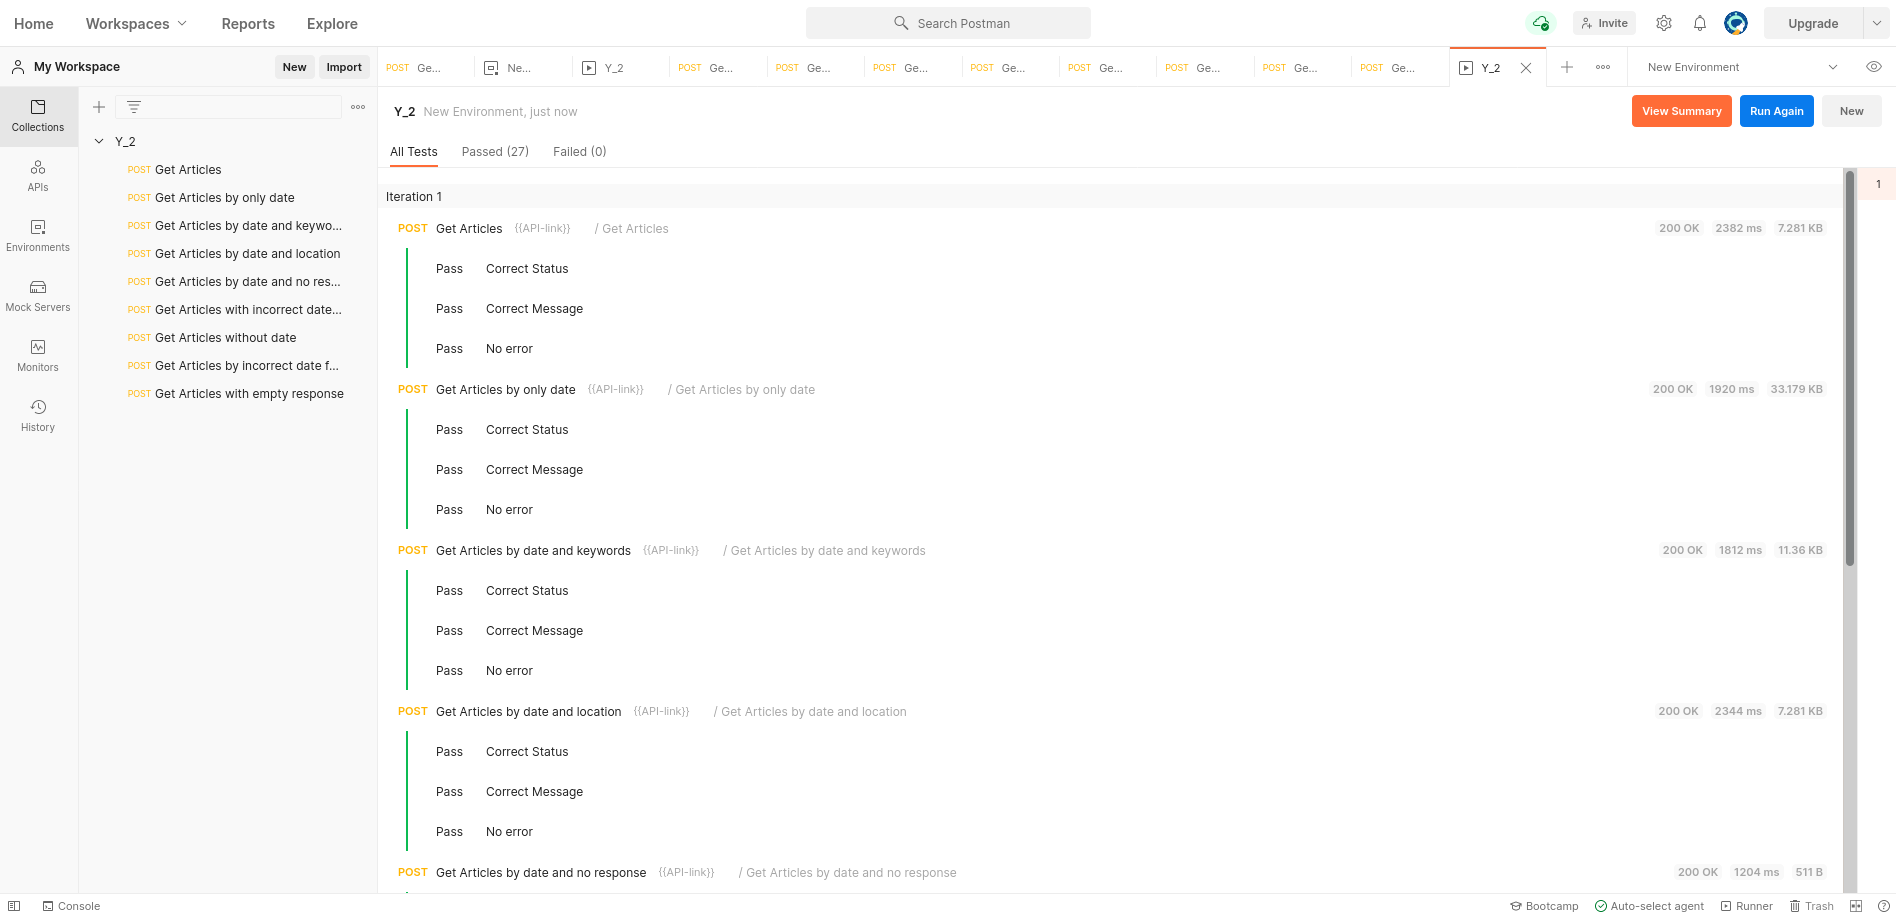 Home Workspaces Reports Explore Search Postman Invite Upgrade
My Workspace New Import POST Ge... Ne... Y_2 POST Ge... POST Ge... POST Ge... POST Ge... POST Ge... POST Ge... POST Ge... POST Ge... Y_2 New Environment
Collections
APIs
Environments
Mock Servers
Monitors
History
Y_2
POST Get Articles
POST Get Articles by only date
POST Get Articles by date and keywo...
POST Get Articles by date and location
POST Get Articles by date and no res...
POST Get Articles with incorrect date...
POST Get Articles without date
POST Get Articles by incorrect date f...
POST Get Articles with empty response
Y_2 New Environment, just now View Summary Run Again New
All Tests Passed (27) Failed (0)
1
Iteration 1
POST Get Articles {{API-link}} / Get Articles 200 OK 2382 ms 7.281 KB
Pass Correct Status
Pass Correct Message
Pass No error
POST Get Articles by only date {{API-link}} / Get Articles by only date 200 OK 1920 ms 33.179 KB
Pass Correct Status
Pass Correct Message
Pass No error
POST Get Articles by date and keywords {{API-link}} / Get Articles by date and keywords 200 OK 1812 ms 11.36 KB
Pass Correct Status
Pass Correct Message
Pass No error
POST Get Articles by date and location {{API-link}} / Get Articles by date and location 200 OK 2344 ms 7.281 KB
Pass Correct Status
Pass Correct Message
Pass No error
POST Get Articles by date and no response {{API-link}} / Get Articles by date and no response 200 OK 1204 ms 511 B
Console Bootcamp Auto-select agent Runner Trash